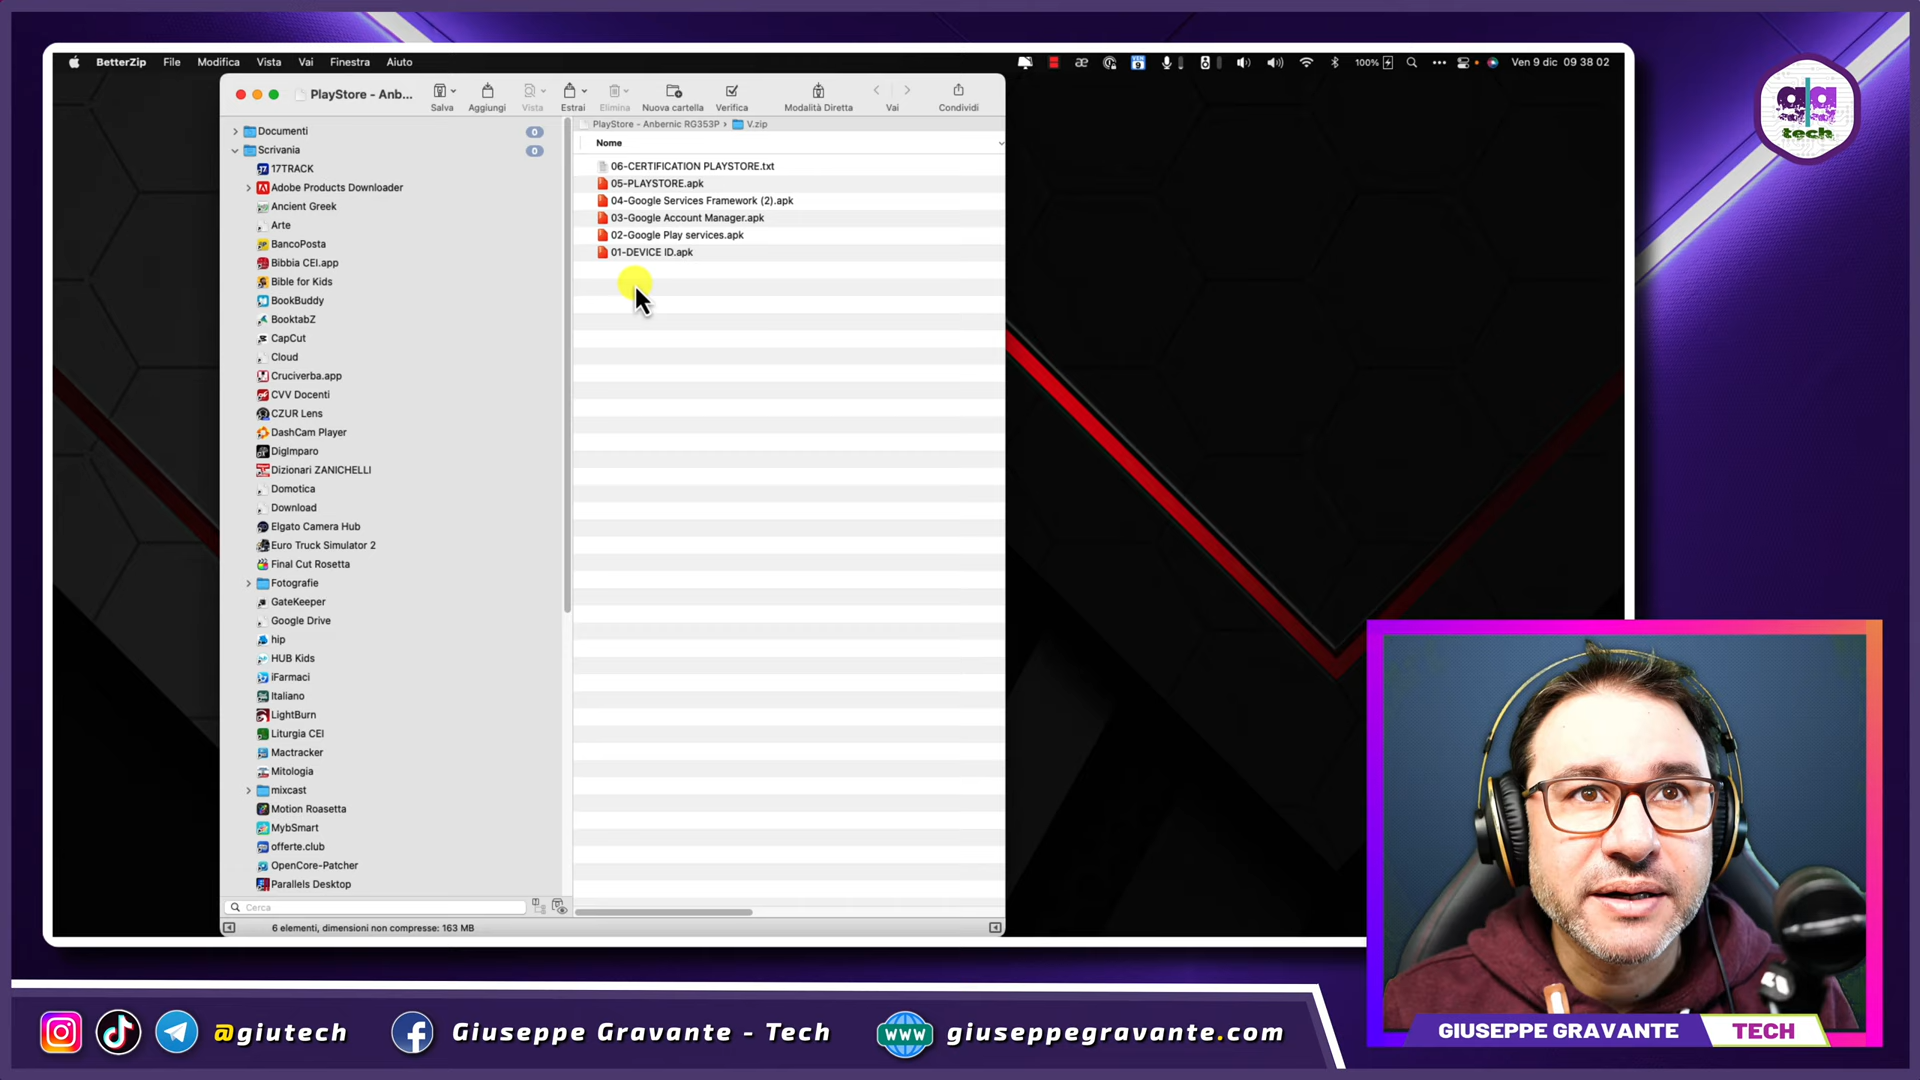 BetterZip File Modifica Vista Vai Finestra Aiuto
100% Ven 9 dic 09 38 02
PlayStore - Anb...
Salva Aggiungi Vista Estrai Elimina Nuova cartella Verifica Modalità Diretta Vai Condividi
PlayStore - Anbernic RG353P › V.zip
Nome
06-CERTIFICATION PLAYSTORE.txt
05-PLAYSTORE.apk
04-Google Services Framework (2).apk
03-Google Account Manager.apk
02-Google Play services.apk
01-DEVICE ID.apk
Documenti 0
Scrivania 0
17TRACK
Adobe Products Downloader
Ancient Greek
Arte
BancoPosta
Bibbia CEI.app
Bible for Kids
BookBuddy
BooktabZ
CapCut
Cloud
Cruciverba.app
CVV Docenti
CZUR Lens
DashCam Player
DigImparo
Dizionari ZANICHELLI
Domotica
Download
Elgato Camera Hub
Euro Truck Simulator 2
Final Cut Rosetta
Fotografie
GateKeeper
Google Drive
hip
HUB Kids
iFarmaci
Italiano
LightBurn
Liturgia CEI
Mactracker
Mitologia
mixcast
Motion Roasetta
MybSmart
offerte.club
OpenCore-Patcher
Parallels Desktop
Cerca
6 elementi, dimensioni non compresse: 163 MB
tech
GIUSEPPE GRAVANTE TECH
@giutech Giuseppe Gravante - Tech www giuseppegravante.com